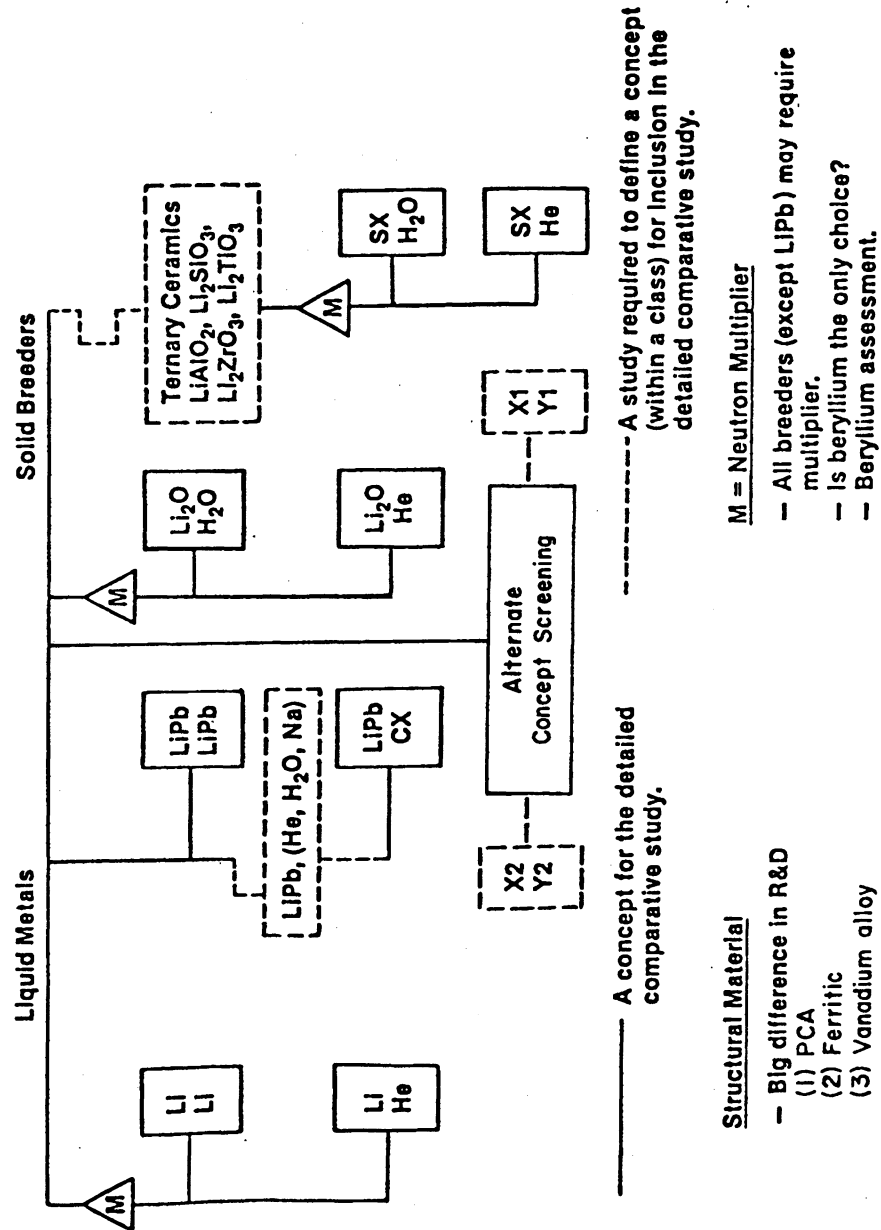 Liquid Metals
Solid Breeders
M
Li
Li
Li
He
LiPb
LiPb
LiPb, (He, H₂O, Na)
LiPb
CX
M
Li₂O
H₂O
Li₂O
He
Ternary Ceramics
LiAlO₂, Li₂SiO₃,
Li₂ZrO₃, Li₂TiO₃
M
SX
H₂O
SX
He
X2
Y2
Alternate
Concept Screening
X1
Y1
A concept for the detailed
comparative study.
A study required to define a concept
(within a class) for inclusion in the
detailed comparative study.
Structural Material
— Big difference in R&D
(1) PCA
(2) Ferritic
(3) Vanadium alloy
M = Neutron Multiplier
— All breeders (except LiPb) may require
multiplier.
— Is beryllium the only choice?
— Beryllium assessment.